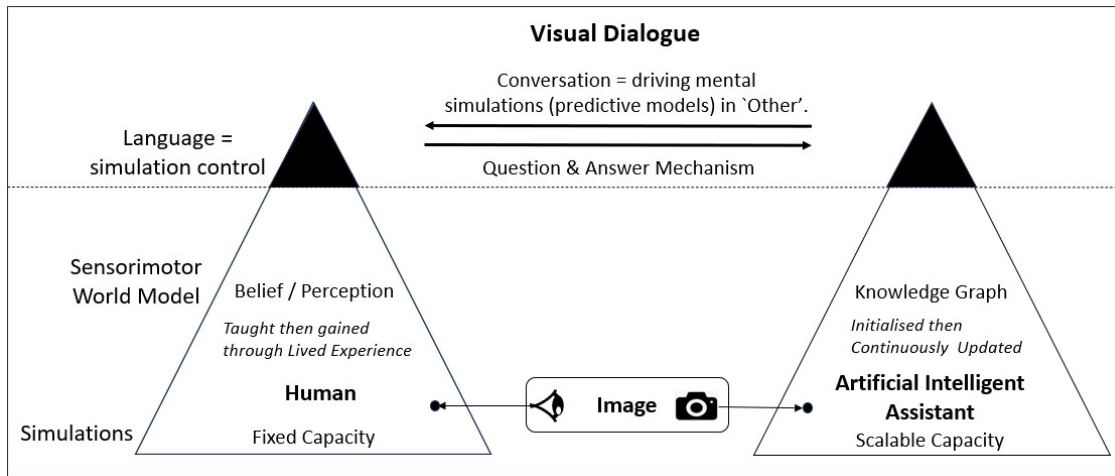 Visual Dialogue
Conversation = driving mental
simulations (predictive models) in `Other’.
Language =
simulation control
Question & Answer Mechanism
Sensorimotor
World Model
Belief / Perception
Taught then gained
through Lived Experience
Human
Fixed Capacity
Simulations
Image
Knowledge Graph
Initialised then
Continuously Updated
Artificial Intelligent
Assistant
Scalable Capacity